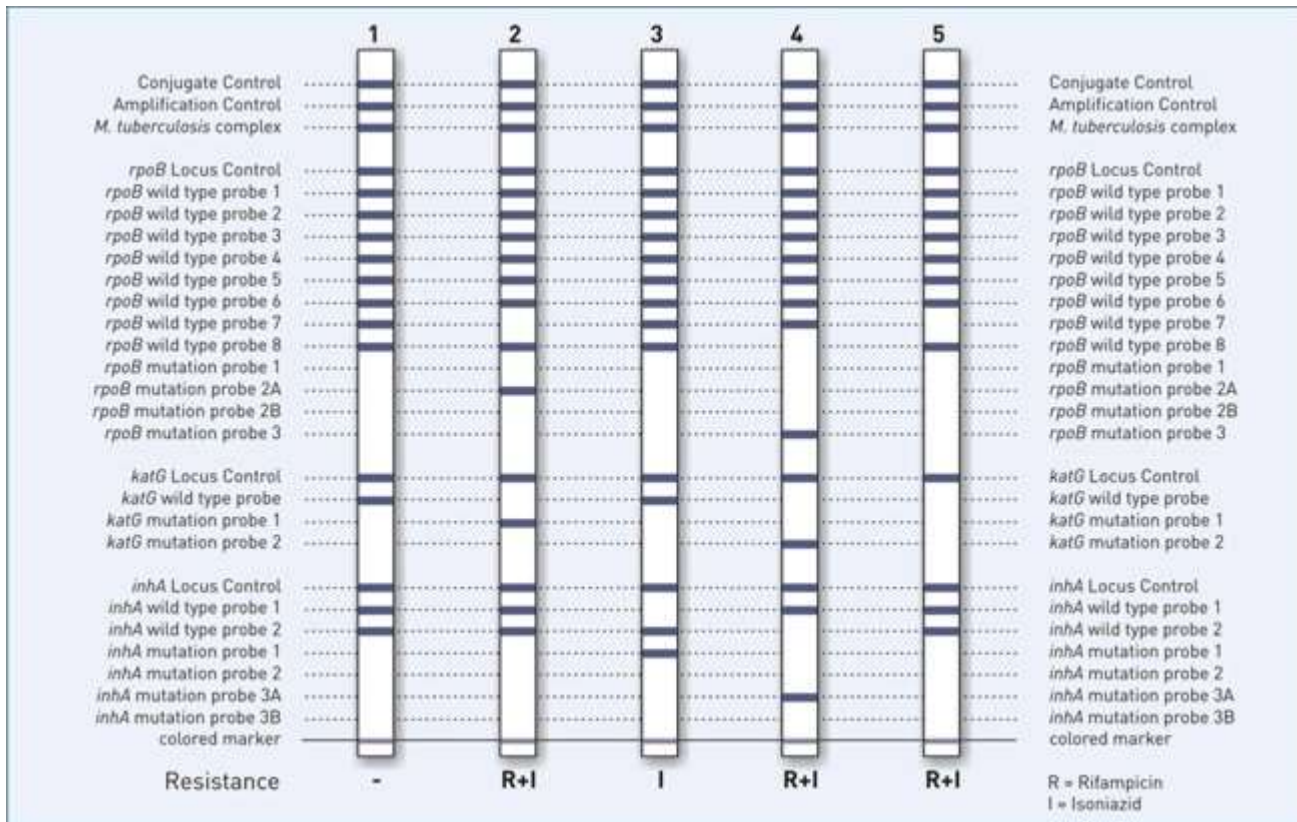 1 2 3 4 5
Conjugate Control Conjugate Control
Amplification Control Amplification Control
M. tuberculosis complex M. tuberculosis complex
rpoB Locus Control rpoB Locus Control
rpoB wild type probe 1 rpoB wild type probe 1
rpoB wild type probe 2 rpoB wild type probe 2
rpoB wild type probe 3 rpoB wild type probe 3
rpoB wild type probe 4 rpoB wild type probe 4
rpoB wild type probe 5 rpoB wild type probe 5
rpoB wild type probe 6 rpoB wild type probe 6
rpoB wild type probe 7 rpoB wild type probe 7
rpoB wild type probe 8 rpoB wild type probe 8
rpoB mutation probe 1 rpoB mutation probe 1
rpoB mutation probe 2A rpoB mutation probe 2A
rpoB mutation probe 2B rpoB mutation probe 2B
rpoB mutation probe 3 rpoB mutation probe 3
katG Locus Control katG Locus Control
katG wild type probe katG wild type probe
katG mutation probe 1 katG mutation probe 1
katG mutation probe 2 katG mutation probe 2
inhA Locus Control inhA Locus Control
inhA wild type probe 1 inhA wild type probe 1
inhA wild type probe 2 inhA wild type probe 2
inhA mutation probe 1 inhA mutation probe 1
inhA mutation probe 2 inhA mutation probe 2
inhA mutation probe 3A inhA mutation probe 3A
inhA mutation probe 3B inhA mutation probe 3B
colored marker colored marker
Resistance - R+I I R+I R+I R = Rifampicin
I = Isoniazid